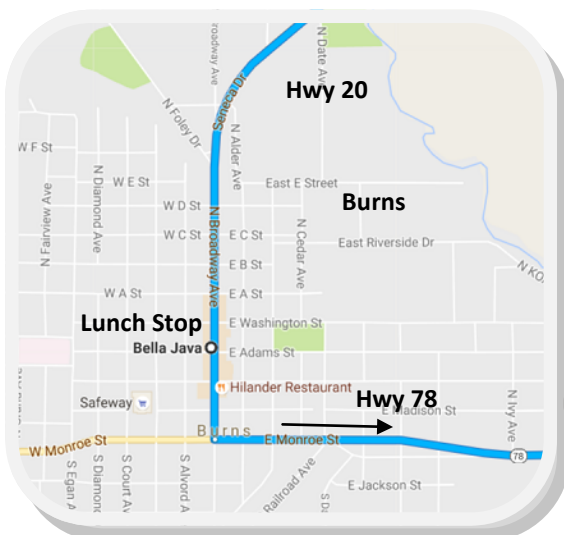 Broadway Ave
N Date Ave
Hwy 20
Seneca Dr
N Foley Dr
N Alder Ave
W F St
W E St
East E Street
N Diamond Ave
N Fairview Ave
Burns
W D St
W C St
E C St
N Broadway Ave
N Cedar Ave
East Riverside Dr
E B St
W A St
E A St
Lunch Stop
E Washington St
Bella Java
E Adams St
Hilander Restaurant
Hwy 78
Safeway
E Madison St
N Ivy Ave
Burns
W Monroe St
E Monroe St
78
S Egan A
S Diamond
S Court Av
S Alvord A
Railroad Ave
E Jackson St